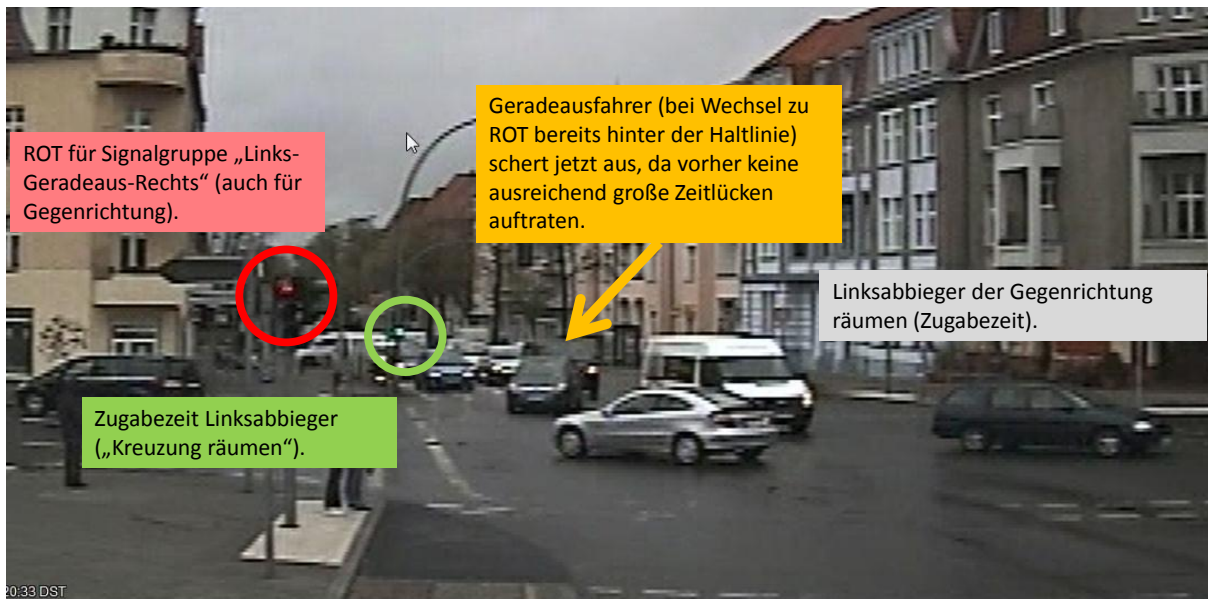 ROT für Signalgruppe „Links-
Geradeaus-Rechts“ (auch für
Gegenrichtung).
Geradeausfahrer (bei Wechsel zu
ROT bereits hinter der Haltlinie)
schert jetzt aus, da vorher keine
ausreichend große Zeitlücken
auftraten.
Linksabbieger der Gegenrichtung
räumen (Zugabezeit).
Zugabezeit Linksabbieger
(„Kreuzung räumen“).
20:33 DST